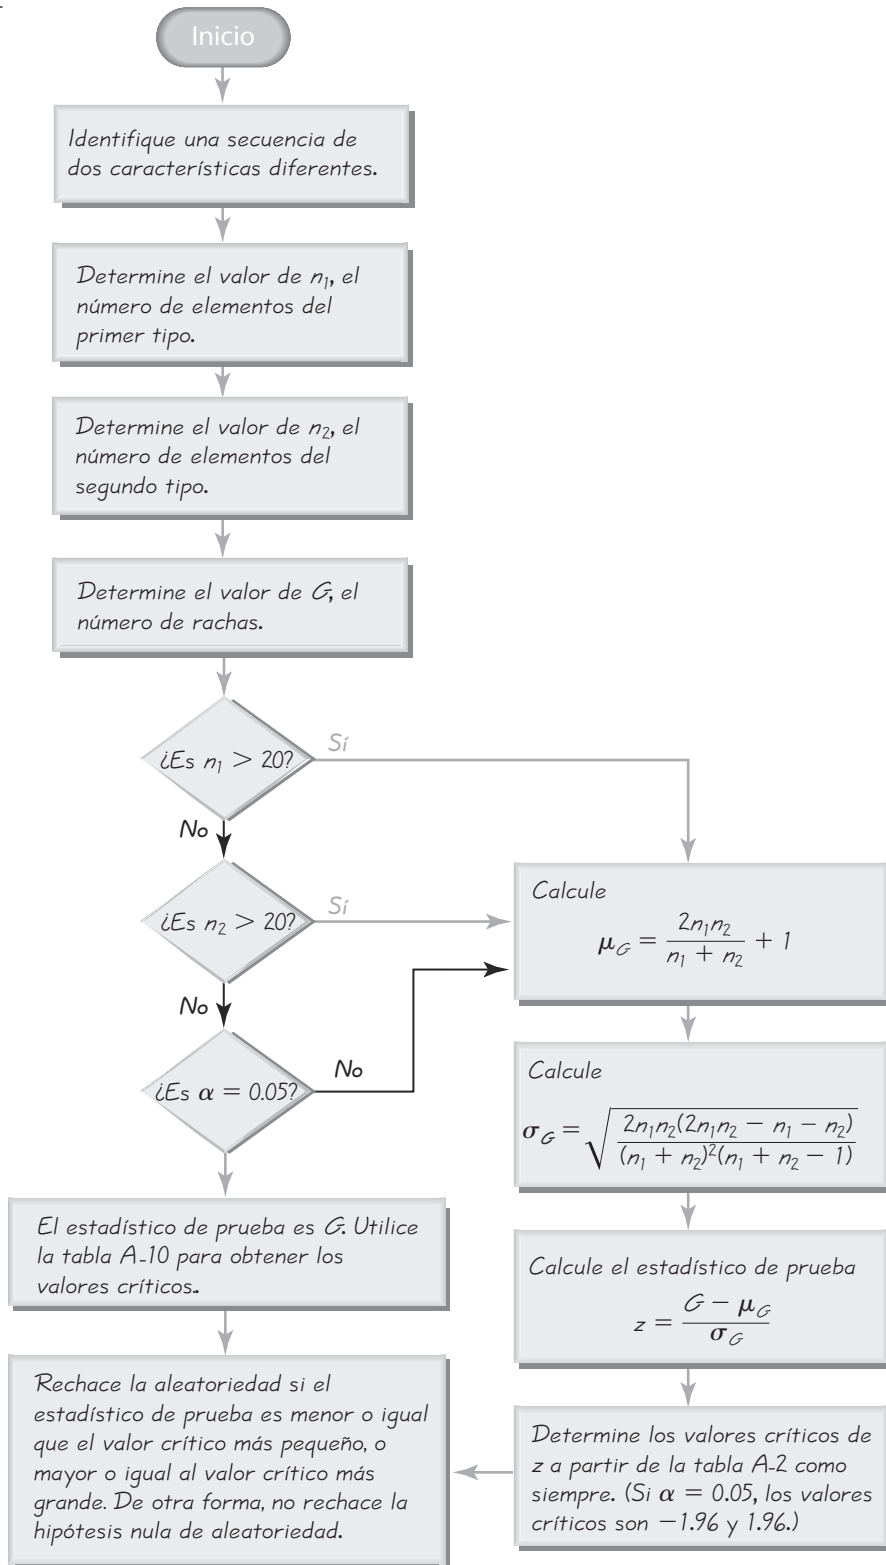 Inicio
Identifique una secuencia de
dos características diferentes.
Determine el valor de n₁, el
número de elementos del
primer tipo.
Determine el valor de n₂, el
número de elementos del
segundo tipo.
Determine el valor de G, el
número de rachas.
¿Es n₁ > 20?
Sí
No
¿Es n₂ > 20?
Sí
No
¿Es α = 0.05?
No
El estadístico de prueba es G. Utilice
la tabla A-10 para obtener los
valores críticos..
Calcule
μ_G = 2n₁n₂ / (n₁ + n₂) + 1
Calcule
σ_G = √(2n₁n₂(2n₁n₂ − n₁ − n₂) / ((n₁ + n₂)²(n₁ + n₂ − 1)))
Calcule el estadístico de prueba
z = (G − μ_G) / σ_G
Determine los valores críticos de
z a partir de la tabla A-2 como
siempre. (Si α = 0.05, los valores
críticos son −1.96 y 1.96.)
Rechace la aleatoriedad si el
estadístico de prueba es menor o igual
que el valor crítico más pequeño, o
mayor o igual al valor crítico más
grande. De otra forma, no rechace la
hipótesis nula de aleatoriedad.